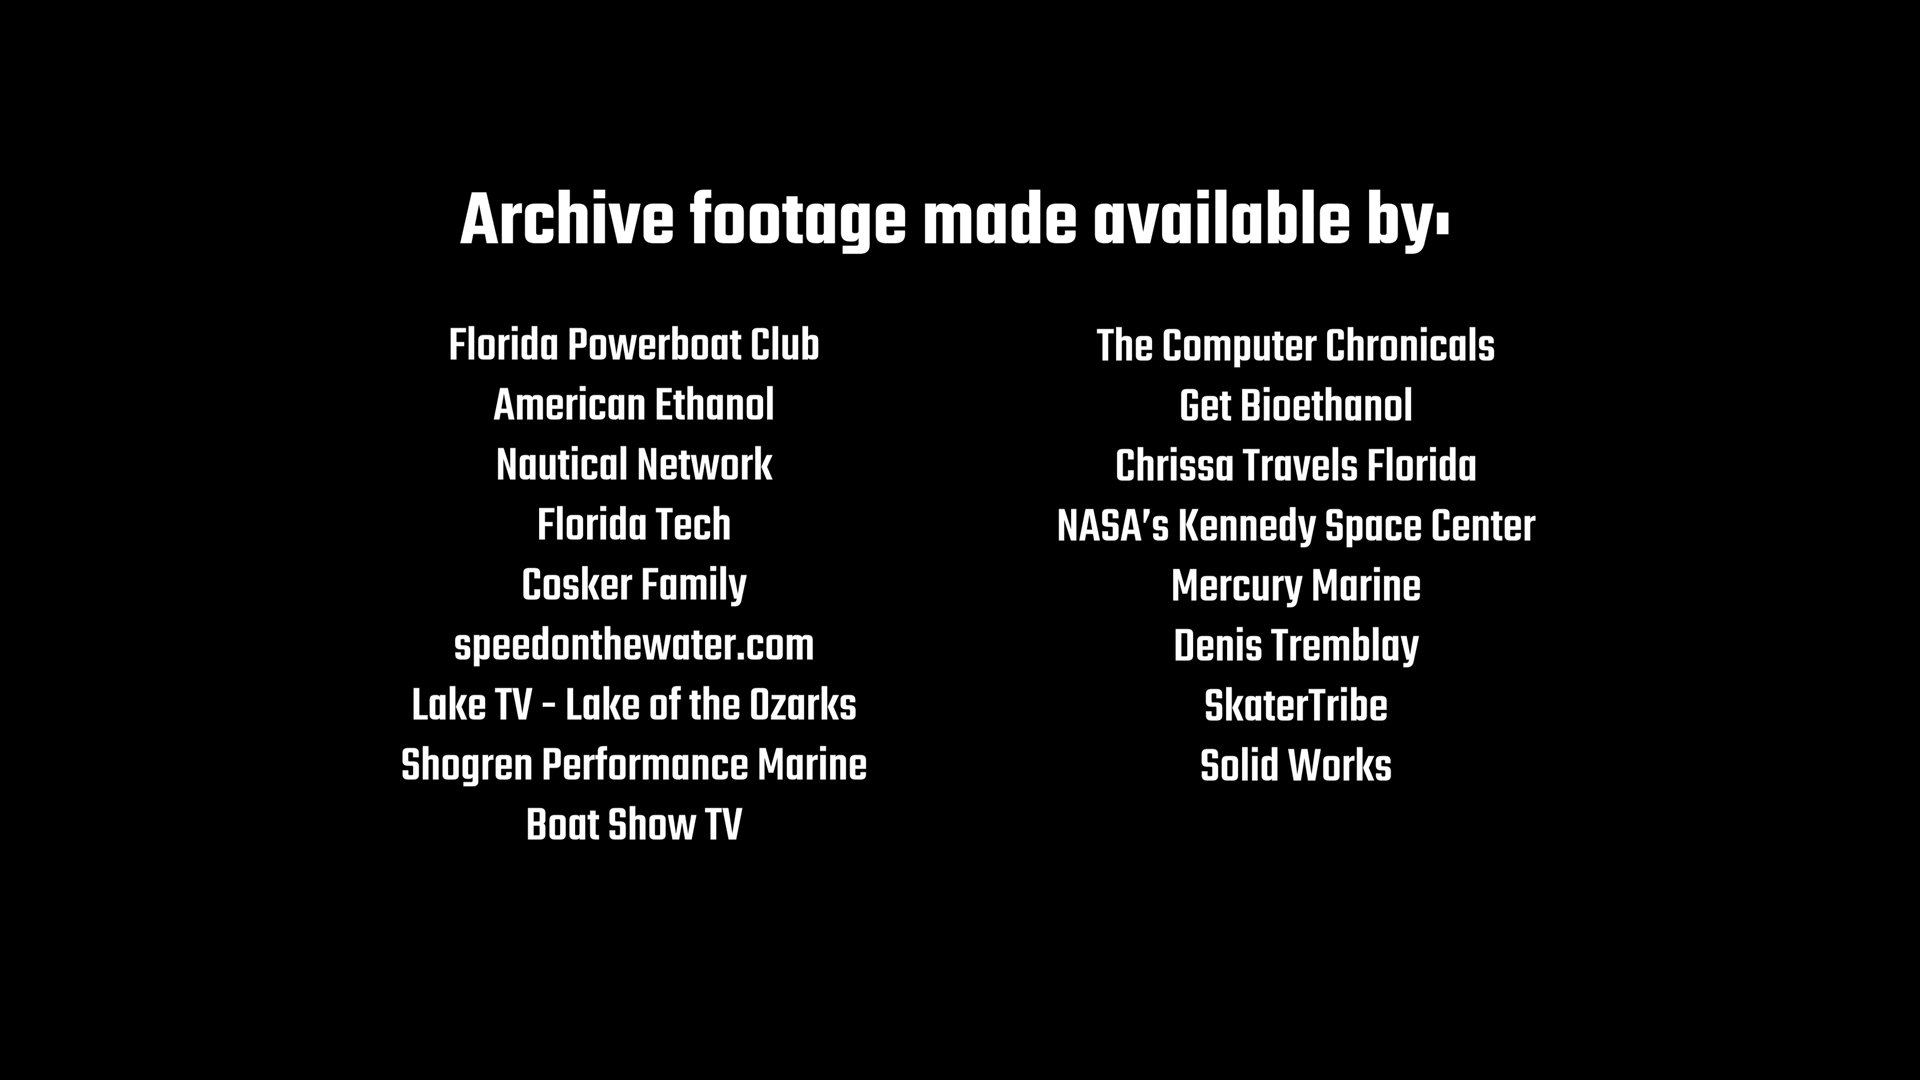 Archive footage made available by:
Florida Powerboat Club
American Ethanol
Nautical Network
Florida Tech
Cosker Family
speedonthewater.com
Lake TV - Lake of the Ozarks
Shogren Performance Marine
Boat Show TV
The Computer Chronicals
Get Bioethanol
Chrissa Travels Florida
NASA's Kennedy Space Center
Mercury Marine
Denis Tremblay
SkaterTribe
Solid Works